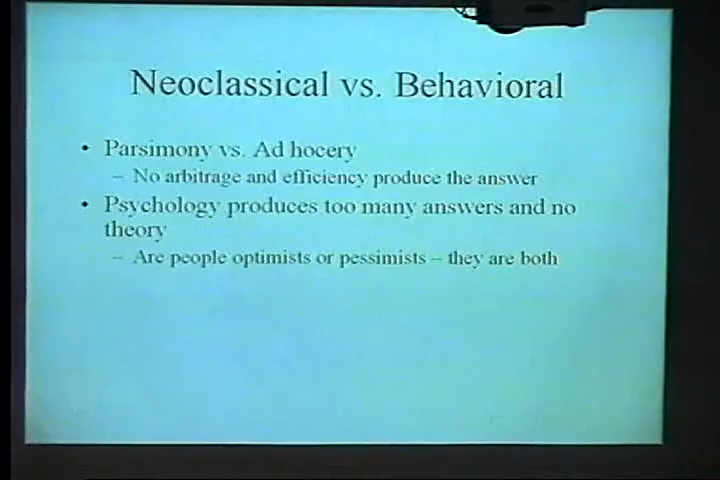 Neoclassical vs. Behavioral
• Parsimony vs. Ad hocery
– No arbitrage and efficiency produce the answer
• Psychology produces too many answers and no
theory
– Are people optimists or pessimists – they are both